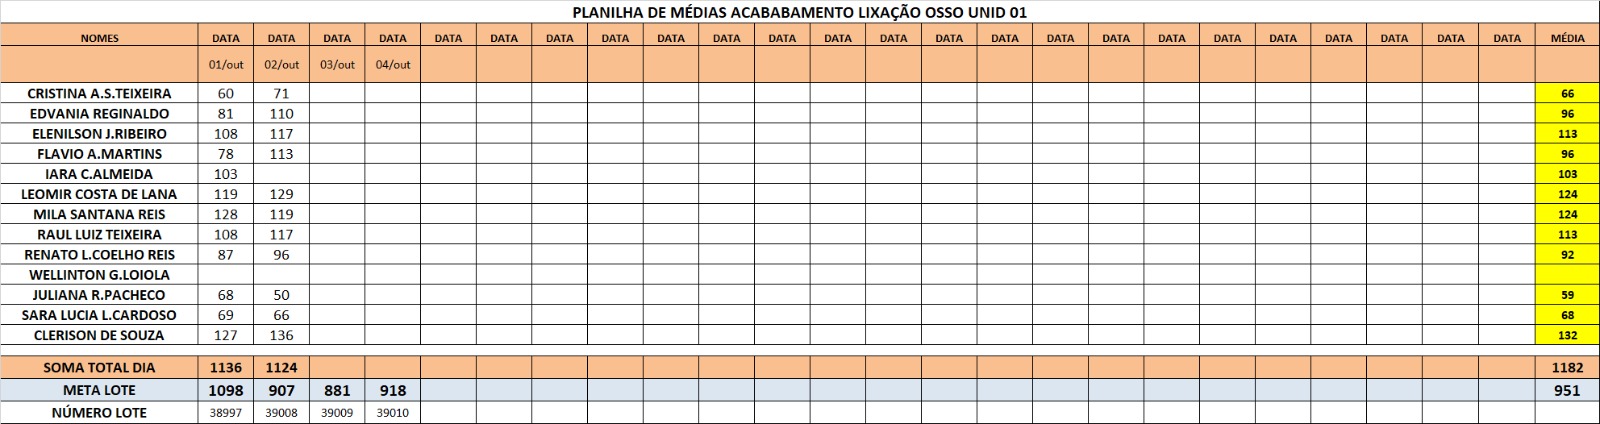 PLANILHA DE MÉDIAS ACABABAMENTO LIXAÇÃO OSSO UNID 01
NOMES DATA DATA DATA DATA DATA DATA DATA DATA DATA DATA DATA DATA DATA DATA DATA DATA DATA DATA DATA DATA DATA DATA DATA DATA MÉDIA
01/out 02/out 03/out 04/out
CRISTINA A.S.TEIXEIRA 60 71 66
EDVANIA REGINALDO 81 110 96
ELENILSON J.RIBEIRO 108 117 113
FLAVIO A.MARTINS 78 113 96
IARA C.ALMEIDA 103 103
LEOMIR COSTA DE LANA 119 129 124
MILA SANTANA REIS 128 119 124
RAUL LUIZ TEIXEIRA 108 117 113
RENATO L.COELHO REIS 87 96 92
WELLINTON G.LOIOLA
JULIANA R.PACHECO 68 50 59
SARA LUCIA L.CARDOSO 69 66 68
CLERISON DE SOUZA 127 136 132
SOMA TOTAL DIA 1136 1124 1182
META LOTE 1098 907 881 918 951
NÚMERO LOTE 38997 39008 39009 39010